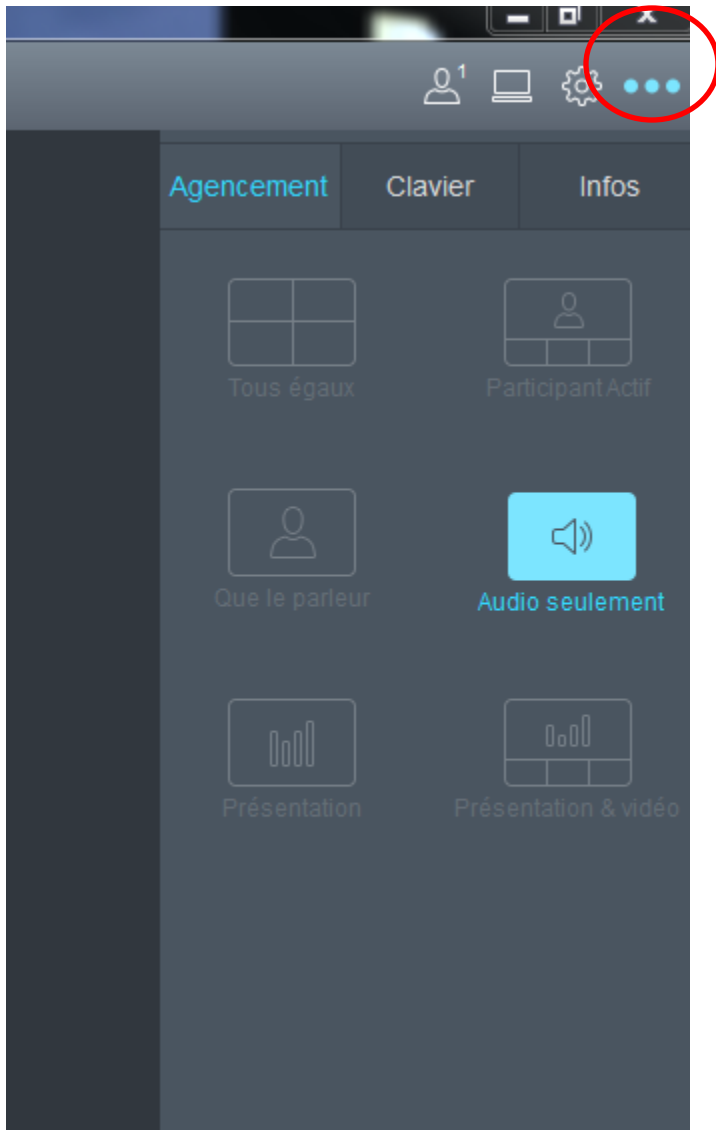 1
Agencement Clavier Infos
Tous égaux Participant Actif
Que le parleur Audio seulement
Présentation Présentation & vidéo